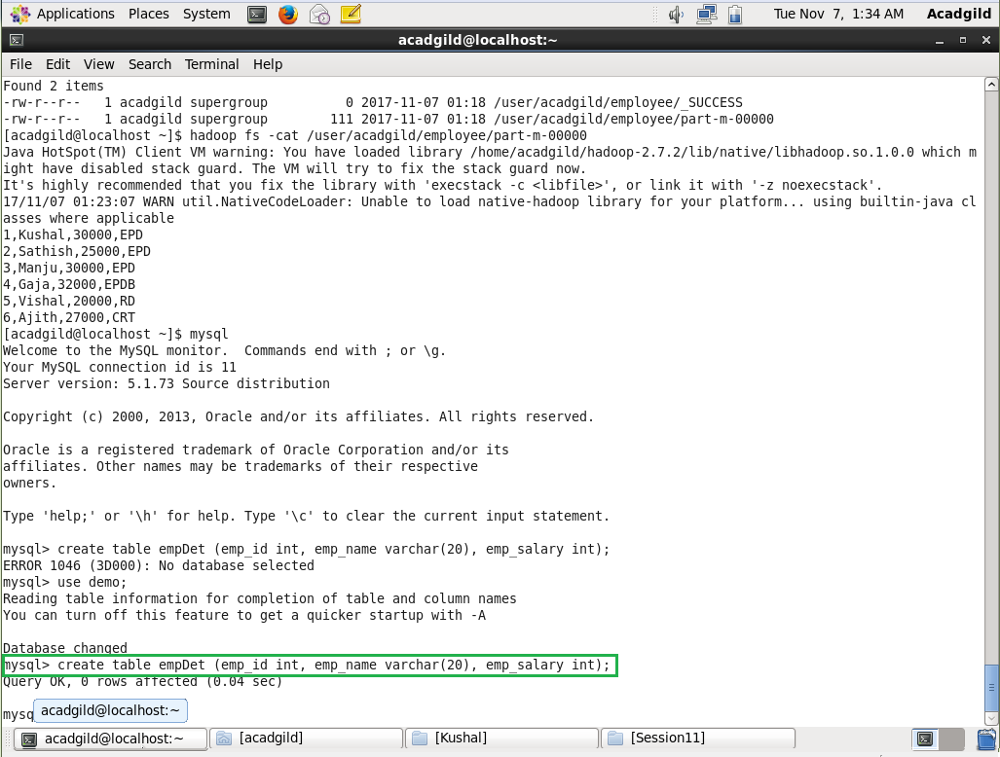 Applications Places System Tue Nov 7, 1:34 AM Acadgild
acadgild@localhost:~
File Edit View Search Terminal Help
Found 2 items
-rw-r--r--   1 acadgild supergroup          0 2017-11-07 01:18 /user/acadgild/employee/_SUCCESS
-rw-r--r--   1 acadgild supergroup        111 2017-11-07 01:18 /user/acadgild/employee/part-m-00000
[acadgild@localhost ~]$ hadoop fs -cat /user/acadgild/employee/part-m-00000
Java HotSpot(TM) Client VM warning: You have loaded library /home/acadgild/hadoop-2.7.2/lib/native/libhadoop.so.1.0.0 which m
ight have disabled stack guard. The VM will try to fix the stack guard now.
It's highly recommended that you fix the library with 'execstack -c <libfile>', or link it with '-z noexecstack'.
17/11/07 01:23:07 WARN util.NativeCodeLoader: Unable to load native-hadoop library for your platform... using builtin-java cl
asses where applicable
1,Kushal,30000,EPD
2,Sathish,25000,EPD
3,Manju,30000,EPD
4,Gaja,32000,EPDB
5,Vishal,20000,RD
6,Ajith,27000,CRT
[acadgild@localhost ~]$ mysql
Welcome to the MySQL monitor.  Commands end with ; or \g.
Your MySQL connection id is 11
Server version: 5.1.73 Source distribution
Copyright (c) 2000, 2013, Oracle and/or its affiliates. All rights reserved.
Oracle is a registered trademark of Oracle Corporation and/or its
affiliates. Other names may be trademarks of their respective
owners.
Type 'help;' or '\h' for help. Type '\c' to clear the current input statement.
mysql> create table empDet (emp_id int, emp_name varchar(20), emp_salary int);
ERROR 1046 (3D000): No database selected
mysql> use demo;
Reading table information for completion of table and column names
You can turn off this feature to get a quicker startup with -A
Database changed
mysql> create table empDet (emp_id int, emp_name varchar(20), emp_salary int);
Query OK, 0 rows affected (0.04 sec)
mysq acadgild@localhost:~
acadgild@localhost:~ [acadgild] [Kushal] [Session11]